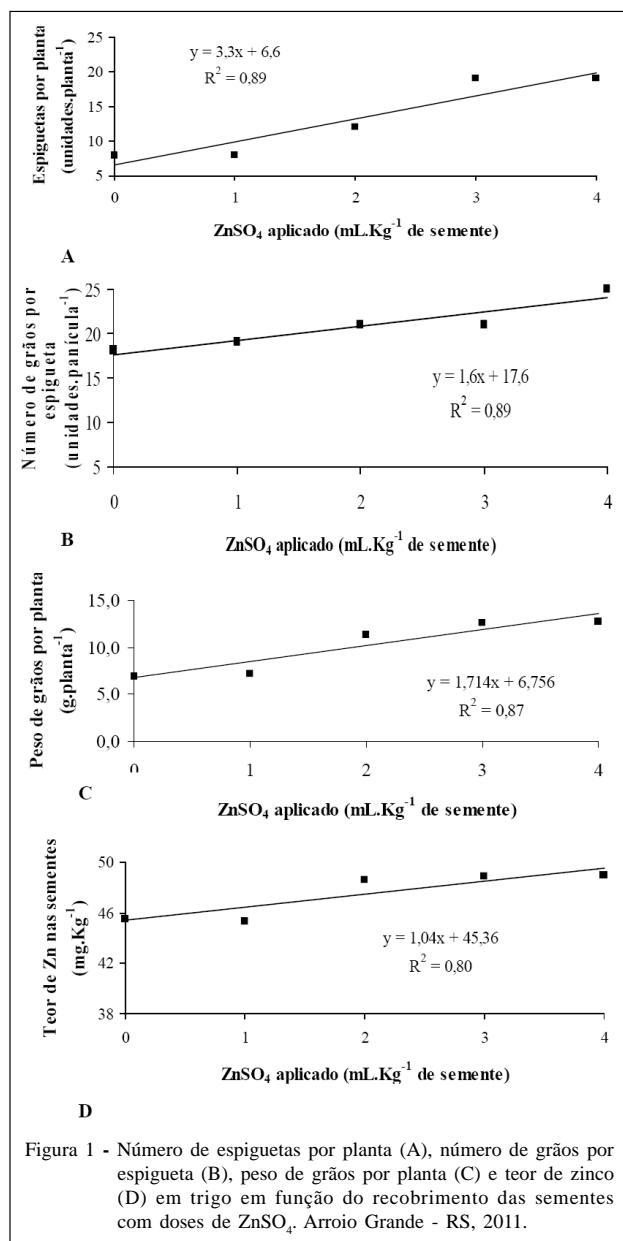 Espiguetas por planta
(unidades.planta⁻¹)
25
20
15
10
5
y = 3,3x + 6,6
R² = 0,89
0 1 2 3 4
ZnSO₄ aplicado (mL.Kg⁻¹ de semente)
A
Número de grãos por
espigueta
(unidades.panícula⁻¹)
25
20
15
10
5
y = 1,6x + 17,6
R² = 0,89
0 1 2 3 4
B
ZnSO₄ aplicado (mL.Kg⁻¹ de semente)
Peso de grãos por planta
(g.planta⁻¹)
15,0
10,0
5,0
0,0
y = 1,714x + 6,756
R² = 0,87
0 1 2 3 4
C
ZnSO₄ aplicado (mL.Kg⁻¹ de semente)
Teor de Zn nas sementes
(mg.Kg⁻¹)
50
46
42
38
y = 1,04x + 45,36
R² = 0,80
0 1 2 3 4
ZnSO₄ aplicado (mL.Kg⁻¹ de semente)
D
Figura 1 - Número de espiguetas por planta (A), número de grãos por
espigueta (B), peso de grãos por planta (C) e teor de zinco
(D) em trigo em função do recobrimento das sementes
com doses de ZnSO₄. Arroio Grande - RS, 2011.